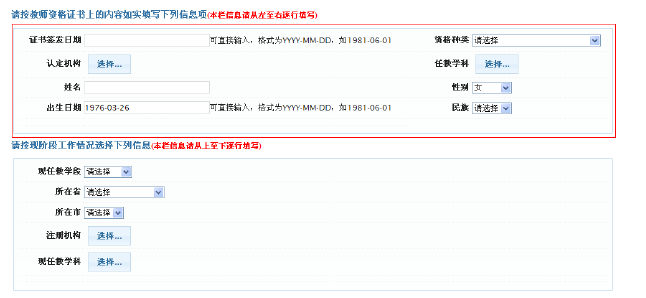 请按教师资格证书上的内容如实填写下列信息项(本栏信息请从左至右逐行填写)
证书签发日期 可直接输入，格式为YYYY-MM-DD，如1981-06-01 资格种类 请选择
认定机构 选择... 任教学科 选择...
姓名 性别 女
出生日期 1976-03-26 可直接输入，格式为YYYY-MM-DD，如1981-06-01 民族 请选择
请按现阶段工作情况选择下列信息(本栏信息请从上至下逐行填写)
现任教学段 请选择
所在省 请选择
所在市 请选择
注册机构 选择...
现任教学科 选择...